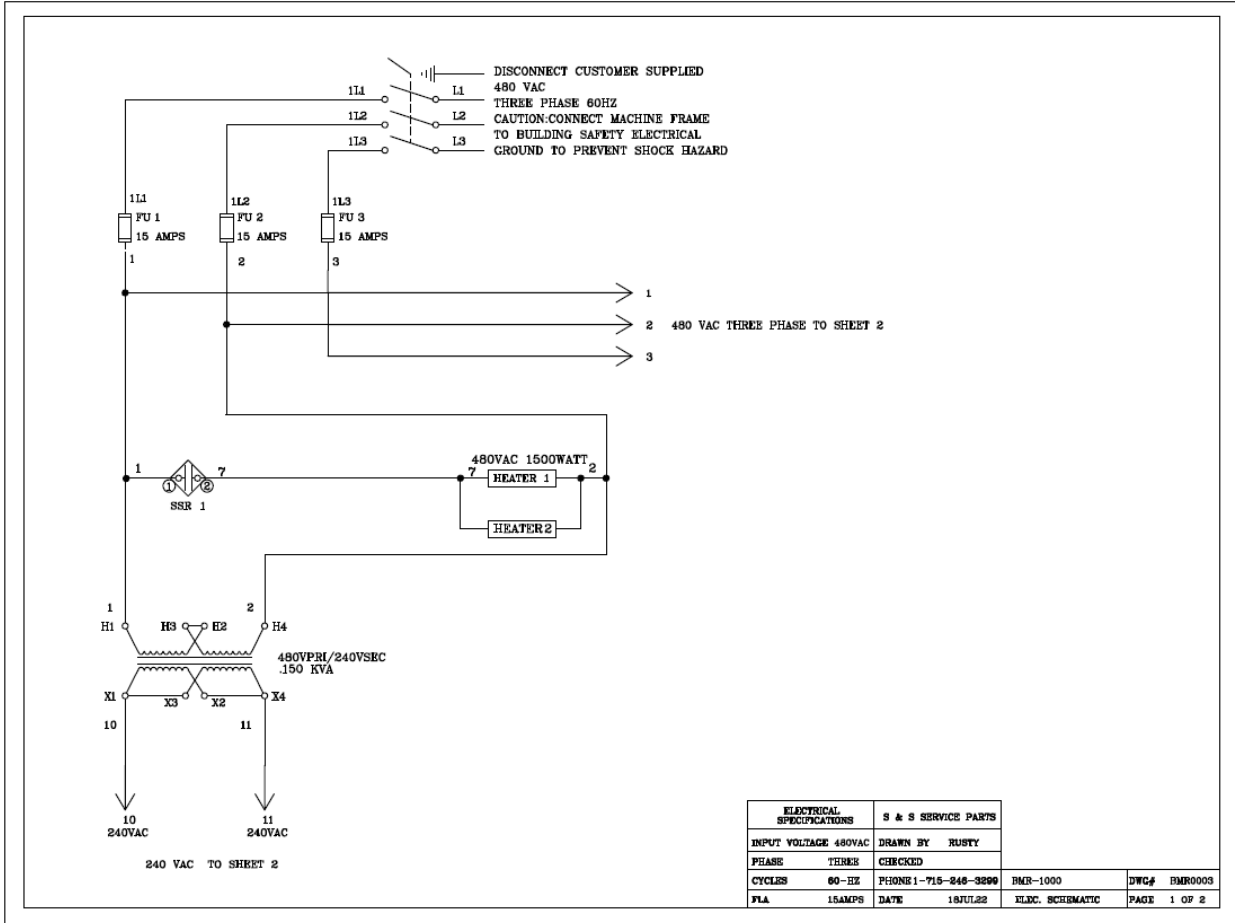 DISCONNECT CUSTOMER SUPPLIED
1L1 L1 480 VAC
THREE PHASE 60HZ
1L2 L2 CAUTION:CONNECT MACHINE FRAME
TO BUILDING SAFETY ELECTRICAL
1L3 L3 GROUND TO PREVENT SHOCK HAZARD
1L1 1L2 1L3
FU 1 FU 2 FU 3
15 AMPS 15 AMPS 15 AMPS
1 2 3
1
2 480 VAC THREE PHASE TO SHEET 2
3
480VAC 1500WATT
1 7 7 HEATER 1 2
1 2
SSR 1
HEATER 2
1 2
H1 H3 H2 H4
480VPRI/240VSEC
.150 KVA
X1 X3 X2 X4
10 11
10 11
240VAC 240VAC
240 VAC TO SHEET 2
ELECTRICAL SPECIFICATIONS S & S SERVICE PARTS
INPUT VOLTAGE 480VAC DRAWN BY RUSTY
PHASE THREE CHECKED
CYCLES 60-HZ PHONE 1-715-246-3299 BMR-1000 DWG# BMR0003
FLA 15AMPS DATE 18JUL22 ELEC. SCHEMATIC PAGE 1 OF 2